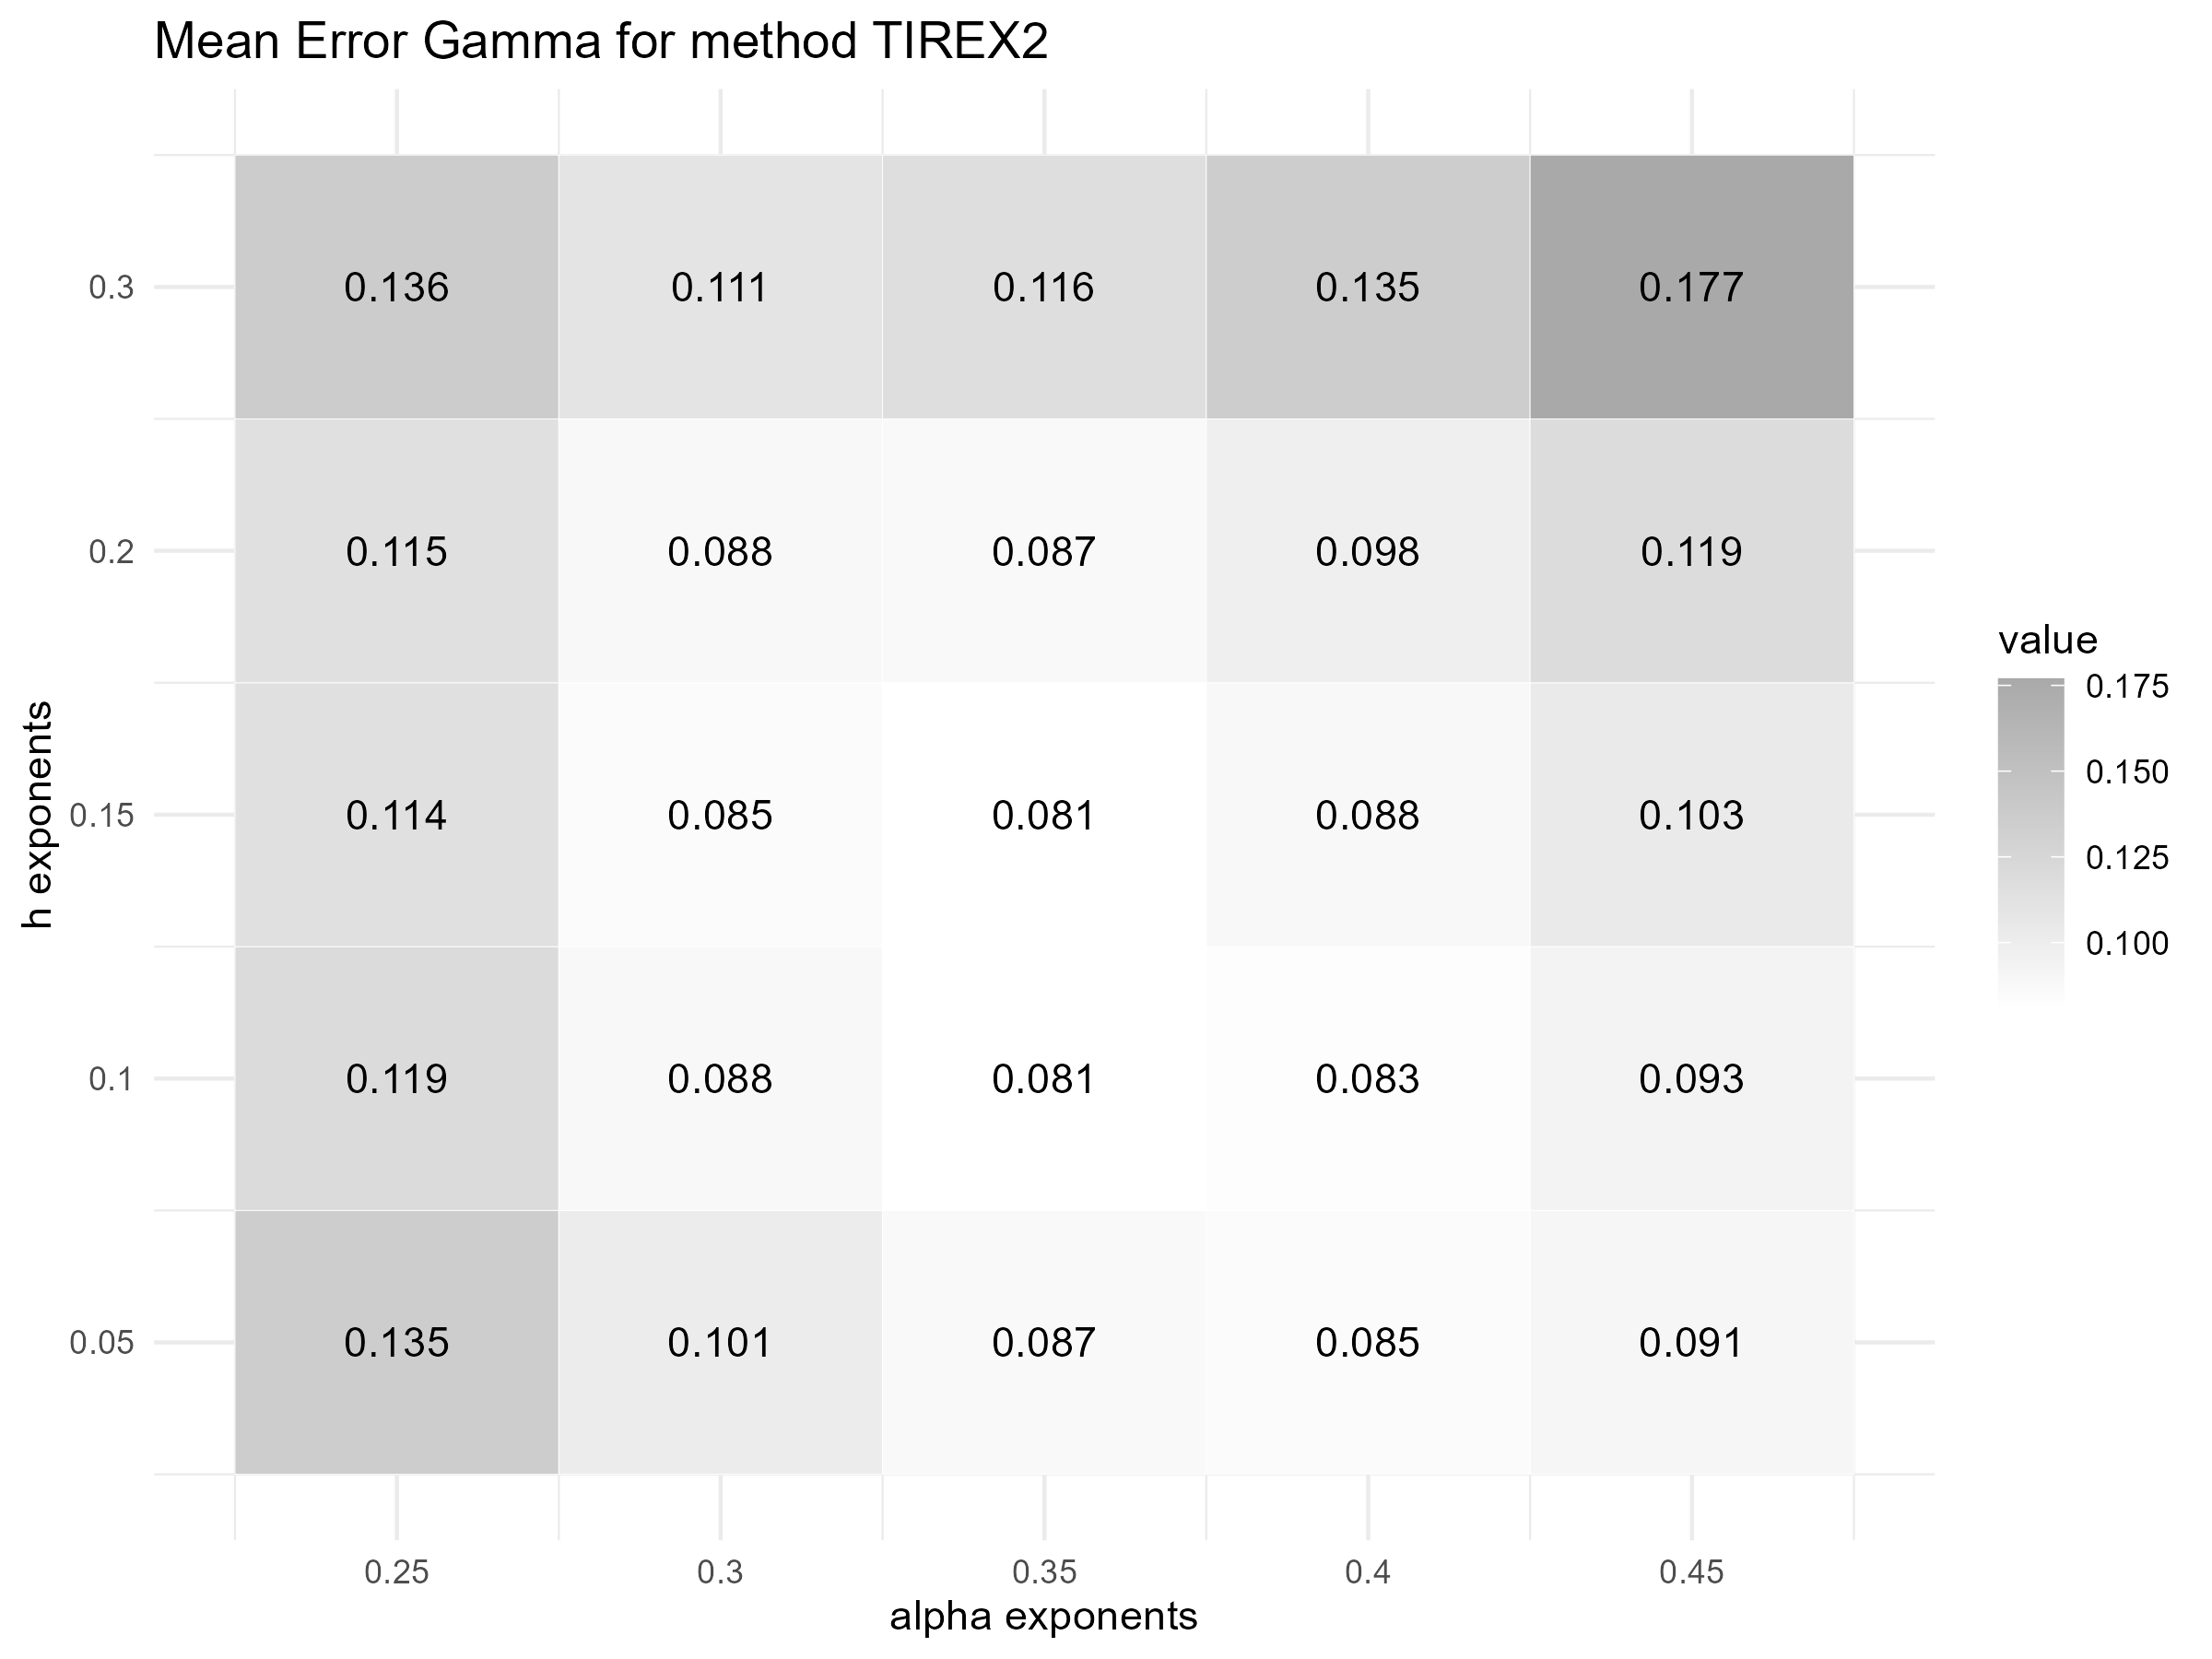 Mean Error Gamma for method TIREX2
0.3 0.136 0.111 0.116 0.135 0.177
0.2 0.115 0.088 0.087 0.098 0.119
0.15 0.114 0.085 0.081 0.088 0.103
0.1 0.119 0.088 0.081 0.083 0.093
0.05 0.135 0.101 0.087 0.085 0.091
0.25 0.3 0.35 0.4 0.45
alpha exponents
h exponents
value
0.175
0.150
0.125
0.100